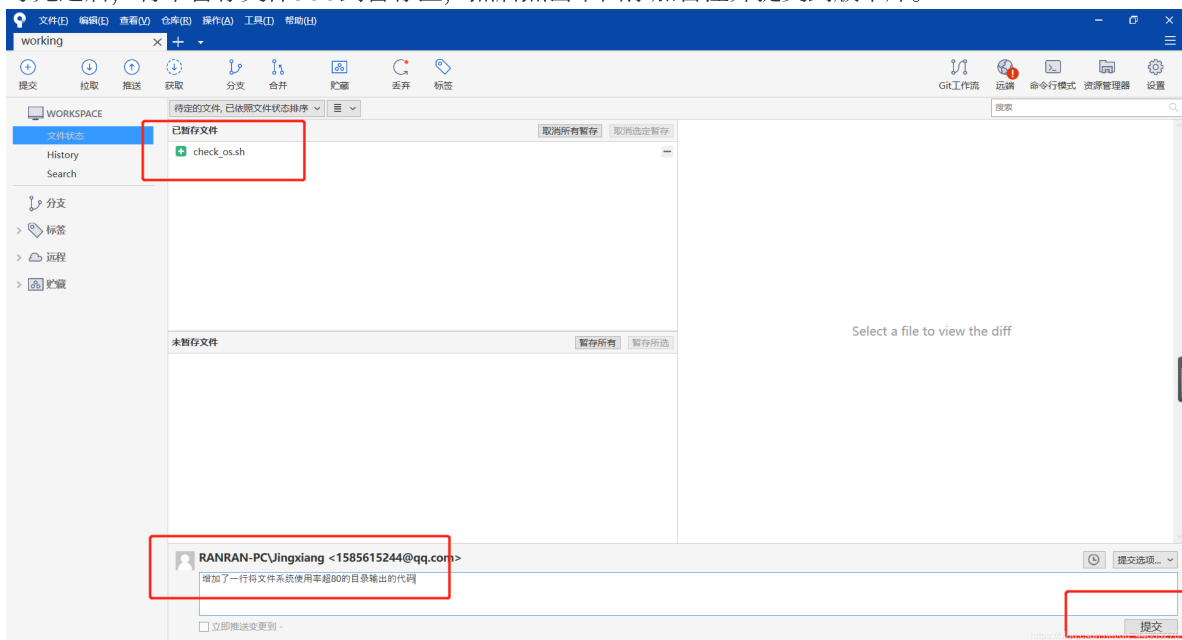 文件(F) 编辑(E) 查看(V) 仓库(R) 操作(A) 工具(T) 帮助(H)
working
提交 拉取 推送 获取 分支 合并 贮藏 丢弃 标签 Git工作流 远端 命令行模式 资源管理器 设置
WORKSPACE
文件状态
History
Search
分支
标签
远程
贮藏
待定的文件, 已依照文件状态排序
搜索
已暂存文件 取消所有暂存 取消选定暂存
check_os.sh
未暂存文件 暂存所有 暂存所选
Select a file to view the diff
RANRAN-PC\Jingxiang <1585615244@qq.com>
提交选项...
增加了一行将文件系统使用率超80的目录输出的代码
立即推送变更到 -
提交